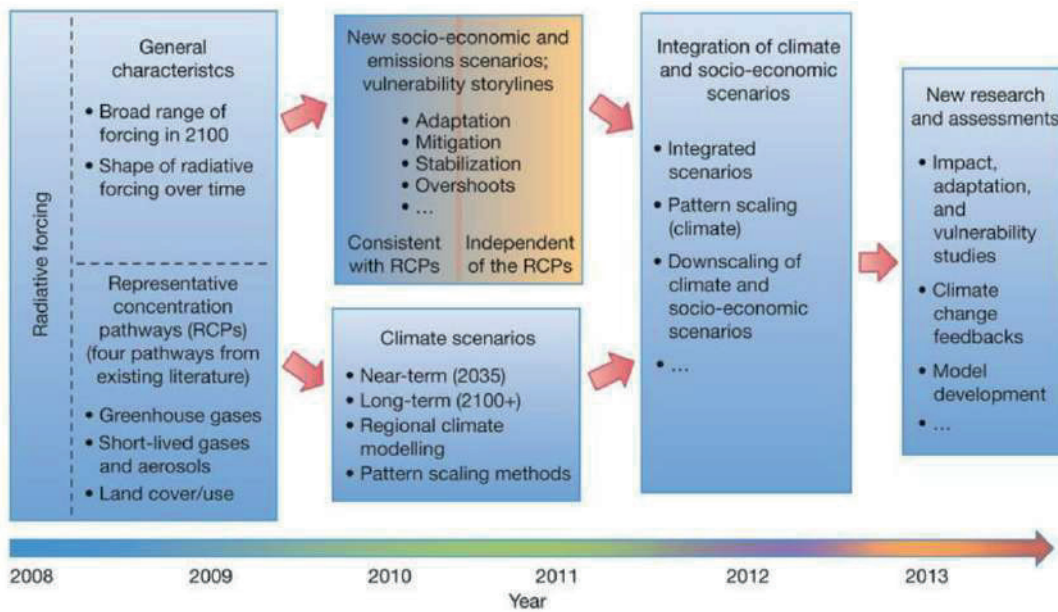 Radiative forcing
General
characteristcs
• Broad range of
forcing in 2100
• Shape of radiative
forcing over time
Representative
concentration
pathways (RCPs)
(four pathways from
existing literature)
• Greenhouse gases
• Short-lived gases
and aerosols
• Land cover/use
New socio-economic and
emissions scenarios;
vulnerability storylines
• Adaptation
• Mitigation
• Stabilization
• Overshoots
• ...
Consistent
with RCPs
Independent
of the RCPs
Climate scenarios
• Near-term (2035)
• Long-term (2100+)
• Regional climate
modelling
• Pattern scaling methods
Integration of climate
and socio-economic
scenarios
• Integrated
scenarios
• Pattern scaling
(climate)
• Downscaling of
climate and
socio-economic
scenarios
• ...
New research
and assessments
• Impact,
adaptation,
and
vulnerability
studies
• Climate
change
feedbacks
• Model
development
• ...
2008 2009 2010 2011 2012 2013
Year